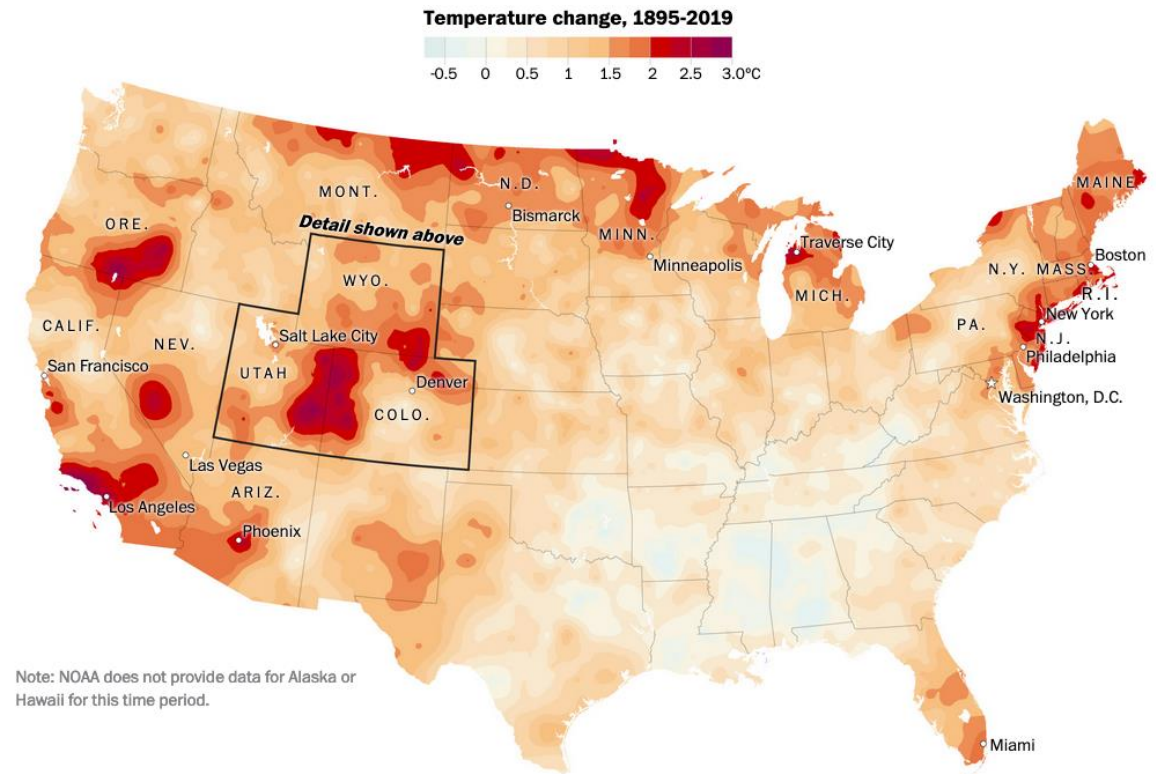 Temperature change, 1895-2019
-0.5 0 0.5 1 1.5 2 2.5 3.0°C
MONT.
N.D.
MAINE
Bismarck
ORE.
Detail shown above
MINN.
Traverse City
Minneapolis
Boston
N.Y. MASS.
WYO.
MICH.
R.I.
New York
CALIF.
PA.
N.J.
Salt Lake City
NEV.
Philadelphia
San Francisco
UTAH
Denver
Washington, D.C.
COLO.
Las Vegas
ARIZ.
Los Angeles
Phoenix
Note: NOAA does not provide data for Alaska or
Hawaii for this time period.
Miami